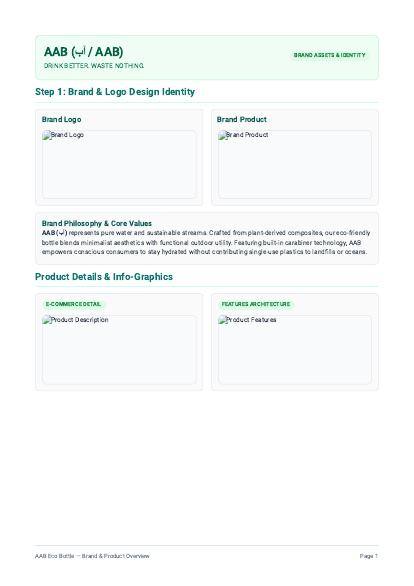 AAB (آب / AAB)
DRINK BETTER. WASTE NOTHING.
BRAND ASSETS & IDENTITY
Step 1: Brand & Logo Design Identity
Brand Logo
Brand Product
Brand Logo
Brand Product
Brand Philosophy & Core Values
AAB (آب) represents pure water and sustainable streams. Crafted from plant-derived composites, our eco-friendly
bottle blends minimalist aesthetics with functional outdoor utility. Featuring built-in carabiner technology, AAB
empowers conscious consumers to stay hydrated without contributing single-use plastics to landfills or oceans.
Product Details & Info-Graphics
E-COMMERCE DETAIL
FEATURES ARCHITECTURE
Product Description
Product Features
AAB Eco Bottle — Brand & Product Overview
Page 1